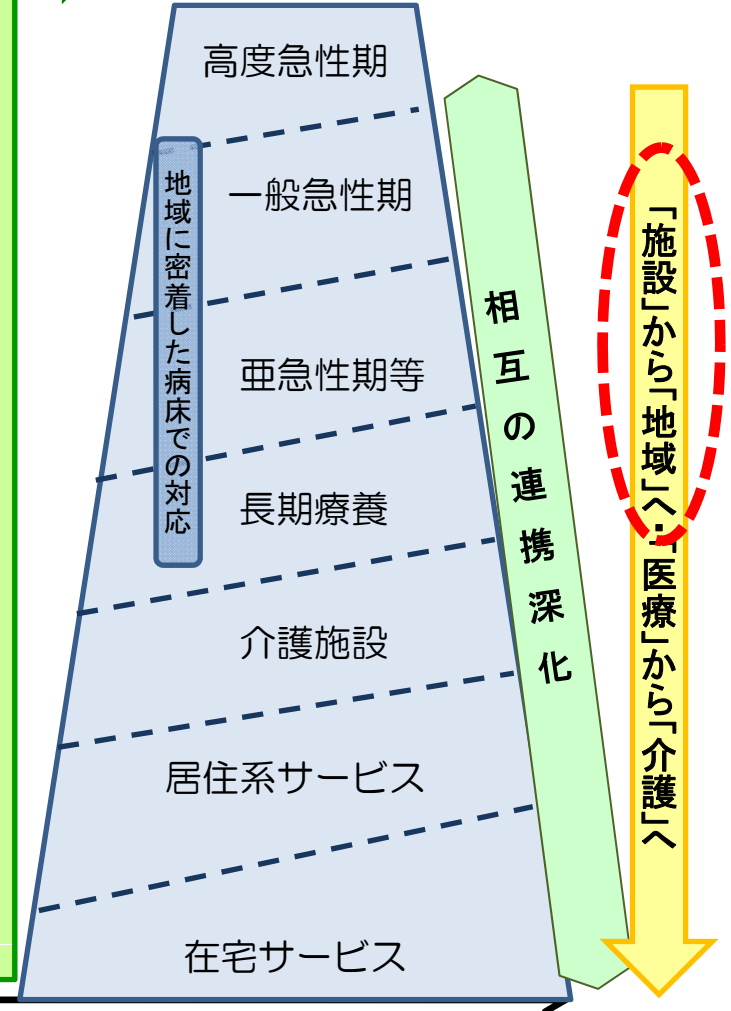 高度急性期
一般急性期
亜急性期等
長期療養
介護施設
居住系サービス
在宅サービス
地域に密着した病床での対応
相互の連携深化
「施設」から「地域」へ・「医療」から「介護」へ